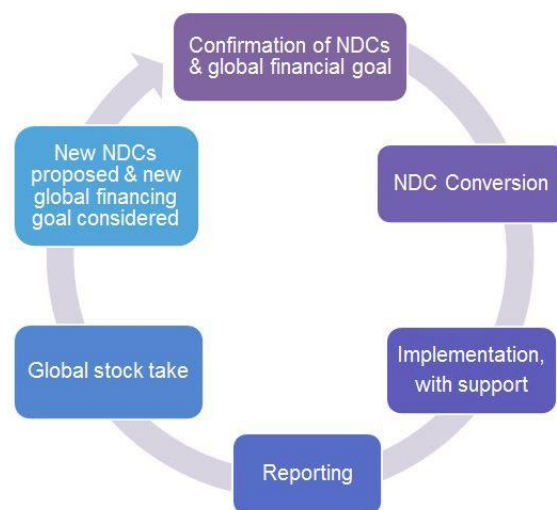 Confirmation of NDCs
& global financial goal
NDC Conversion
Implementation,
with support
Reporting
Global stock take
New NDCs
proposed & new
global financing
goal considered